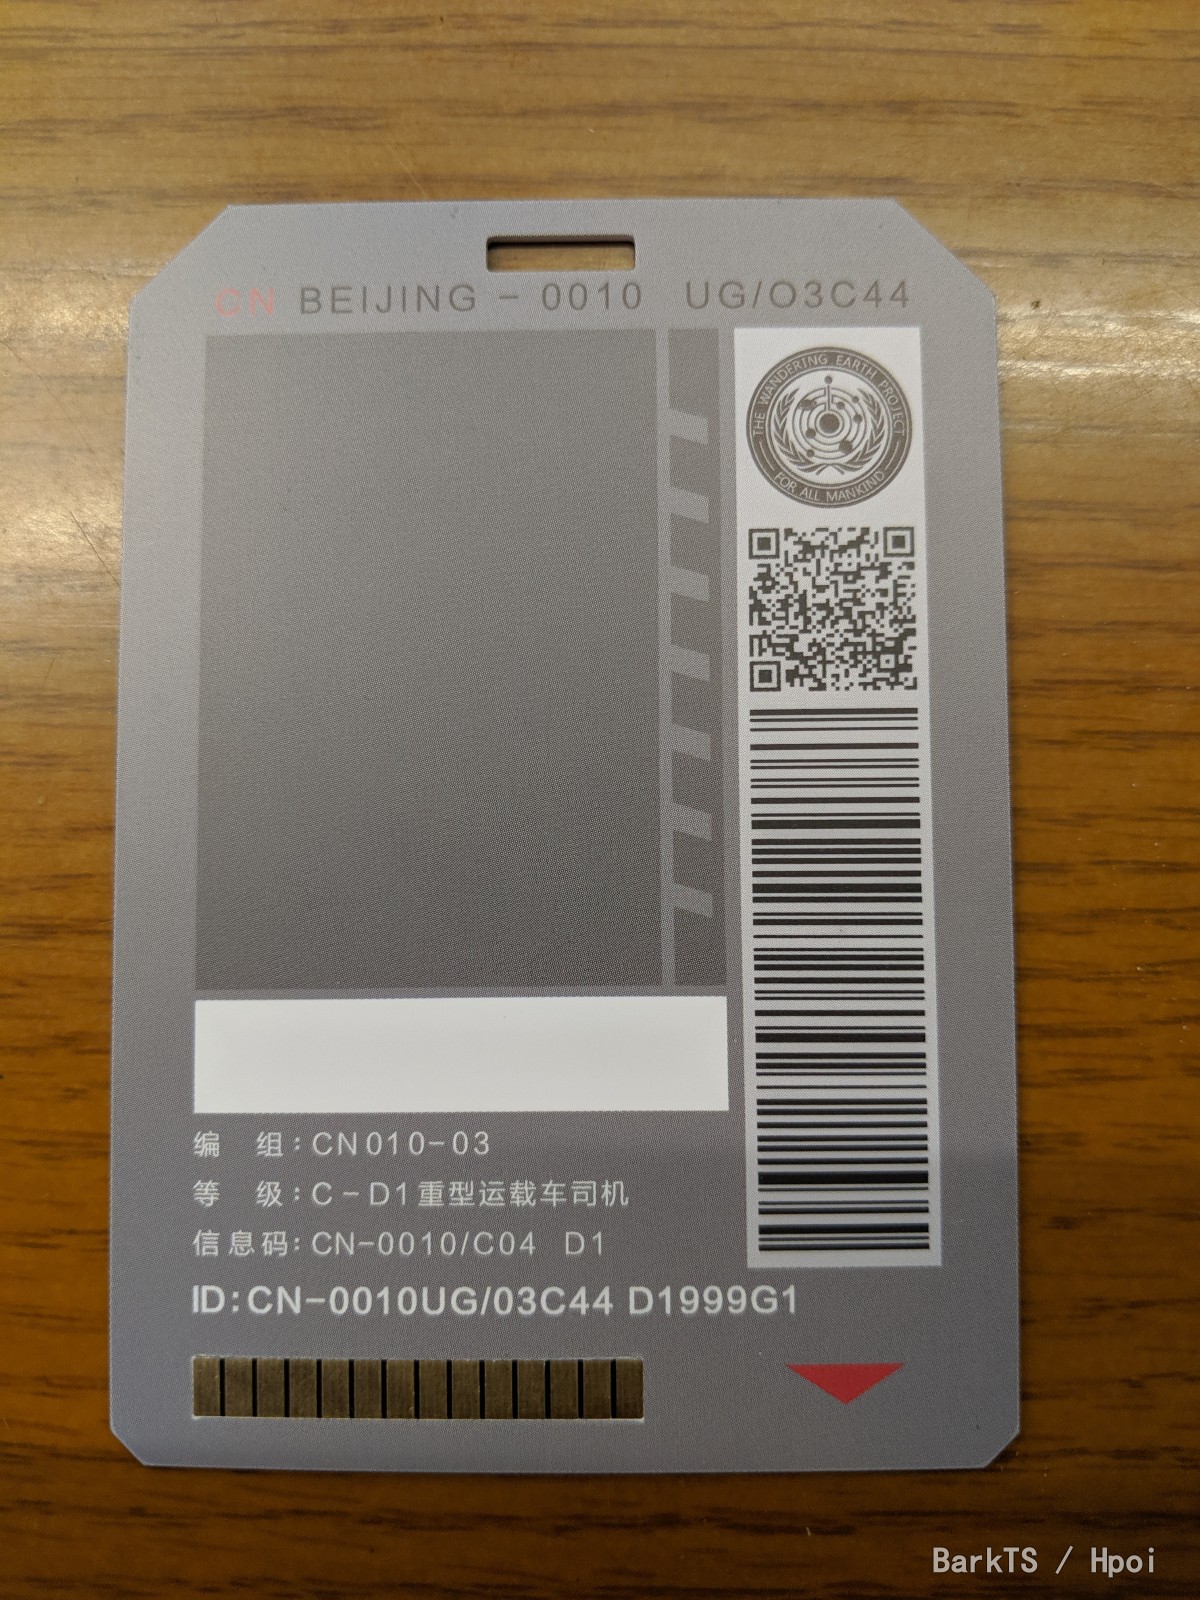 CN BEIJING - 0010 UG/O3C44
THE WANDERING EARTH PROJECT
FOR ALL MANKIND
编 组:CN010-03
等 级:C-D1重型运载车司机
信息码:CN-0010/C04 D1
ID:CN-0010UG/03C44 D1999G1
BarkTS / Hpoi